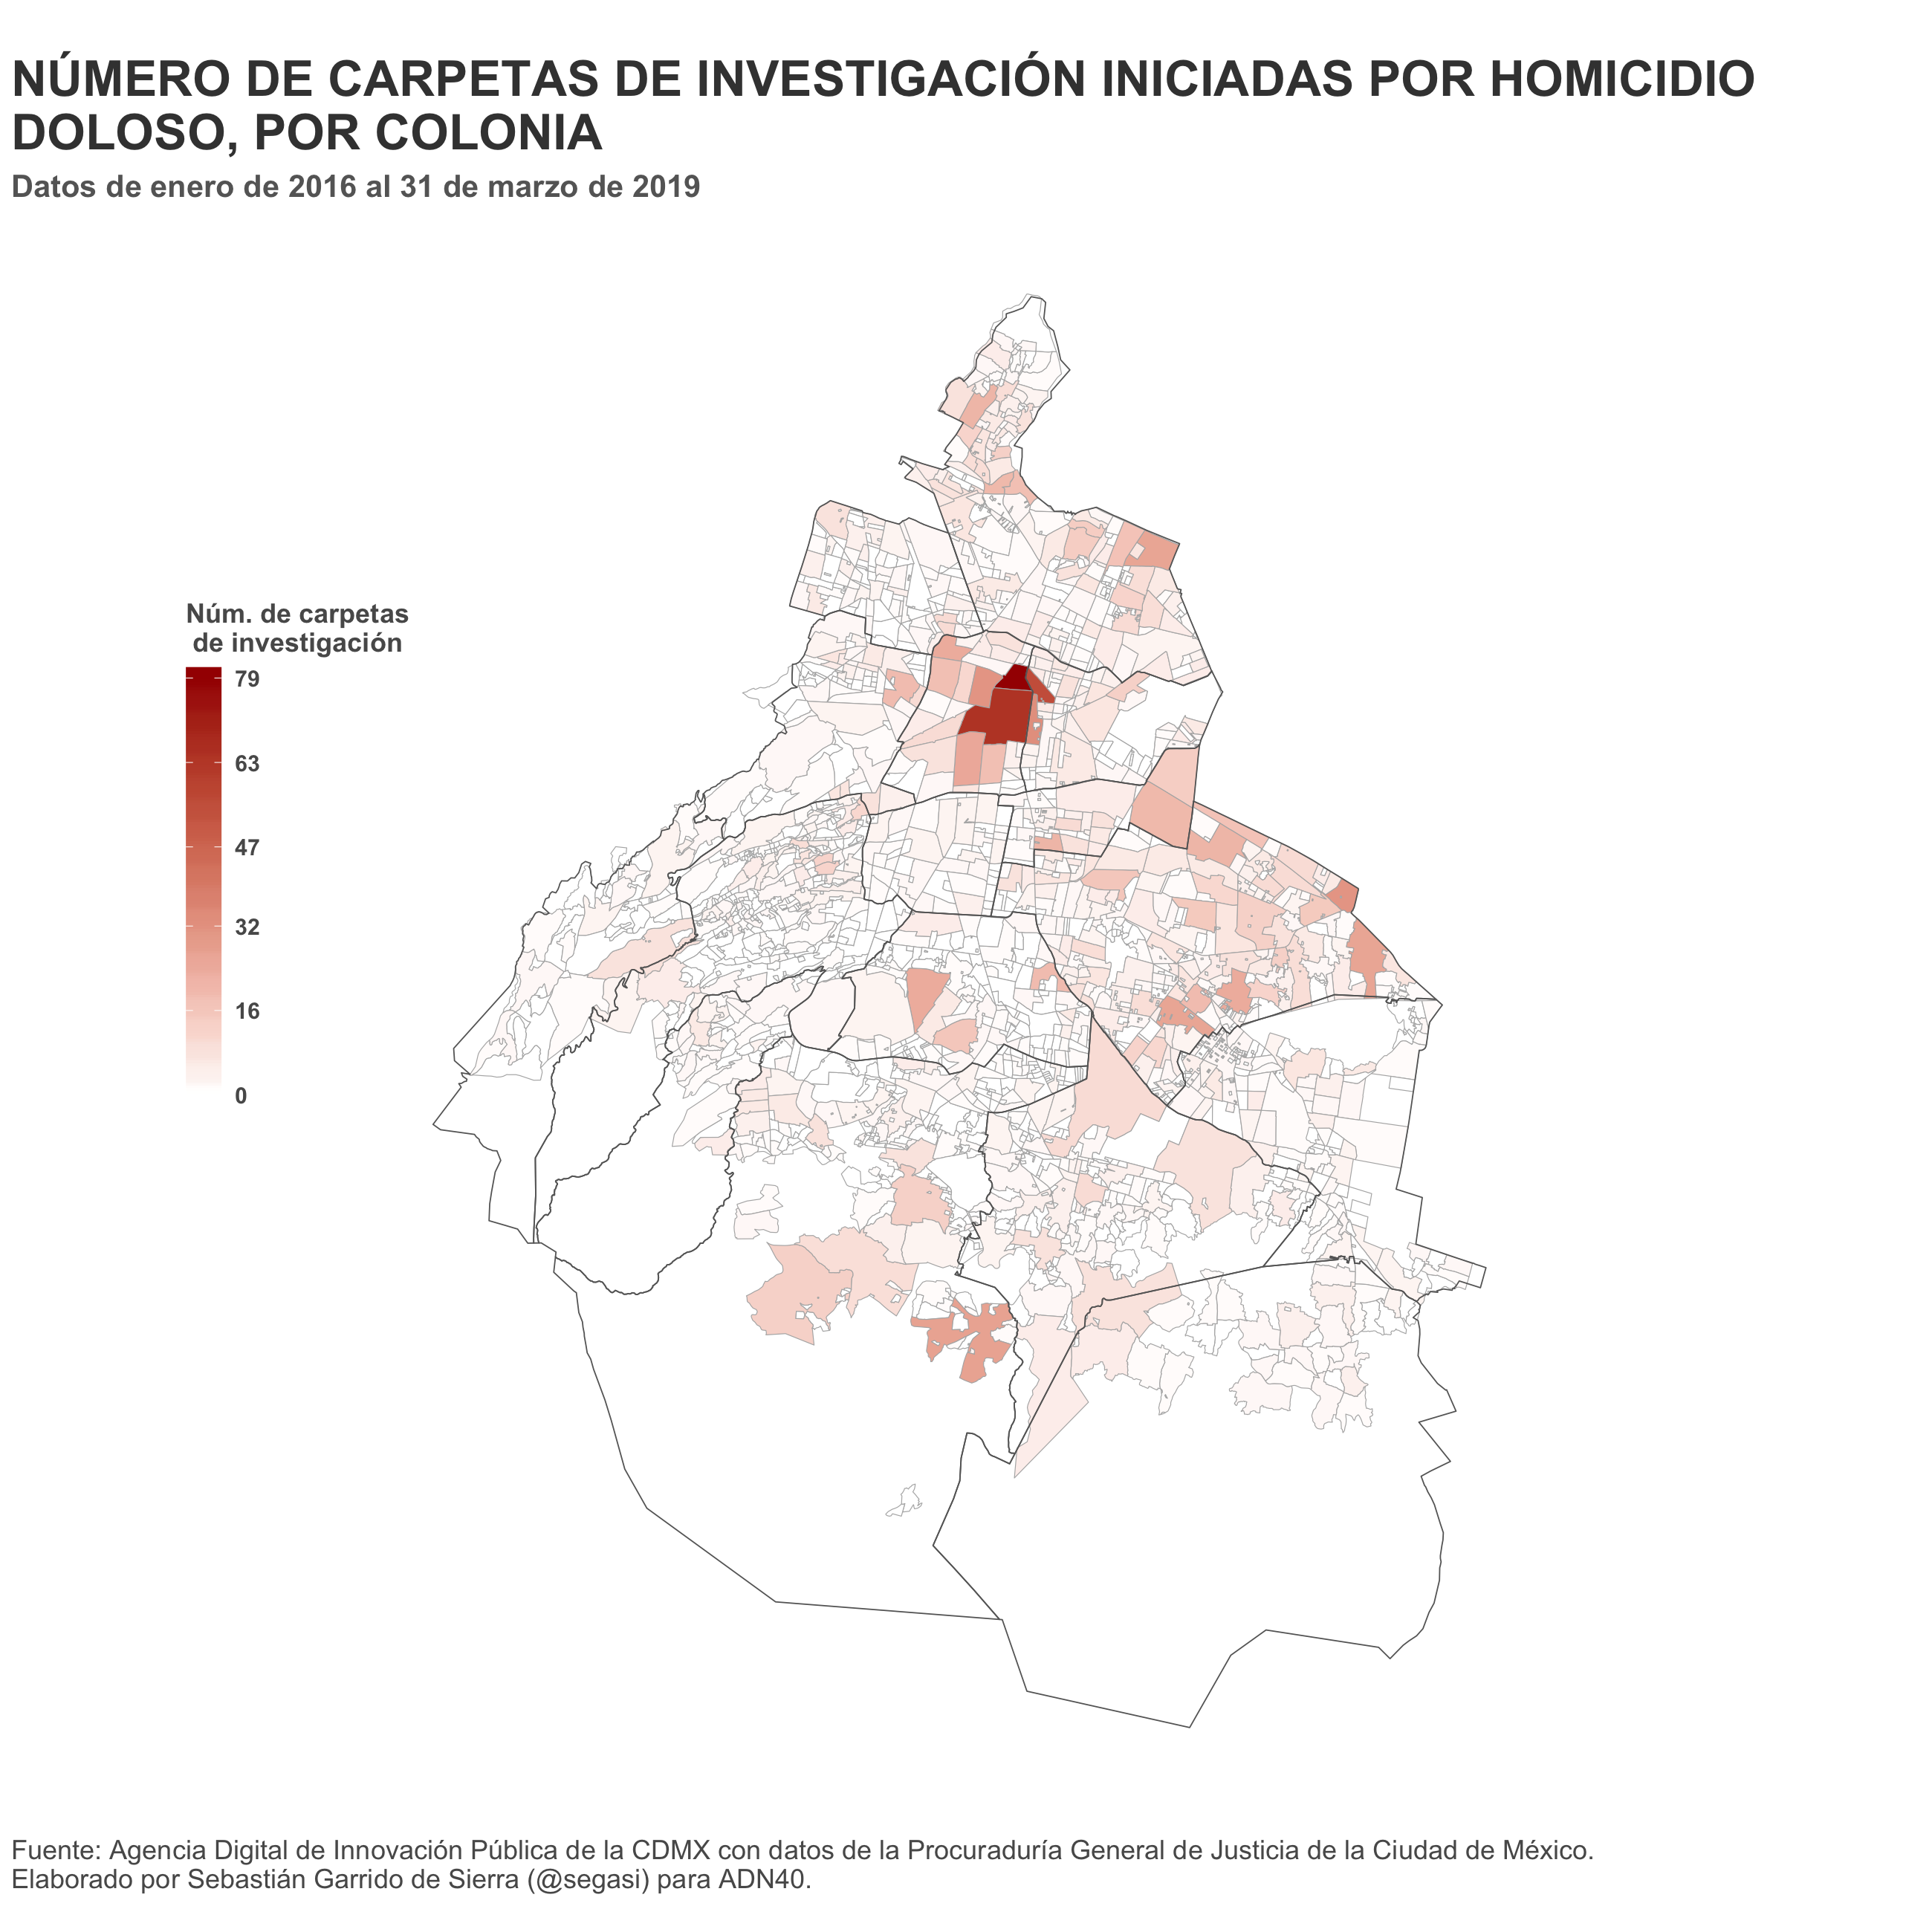 NÚMERO DE CARPETAS DE INVESTIGACIÓN INICIADAS POR HOMICIDIO
DOLOSO, POR COLONIA
Datos de enero de 2016 al 31 de marzo de 2019
Núm. de carpetas
de investigación
79
63
47
32
16
0
Fuente: Agencia Digital de Innovación Pública de la CDMX con datos de la Procuraduría General de Justicia de la Ciudad de México.
Elaborado por Sebastián Garrido de Sierra (@segasi) para ADN40.